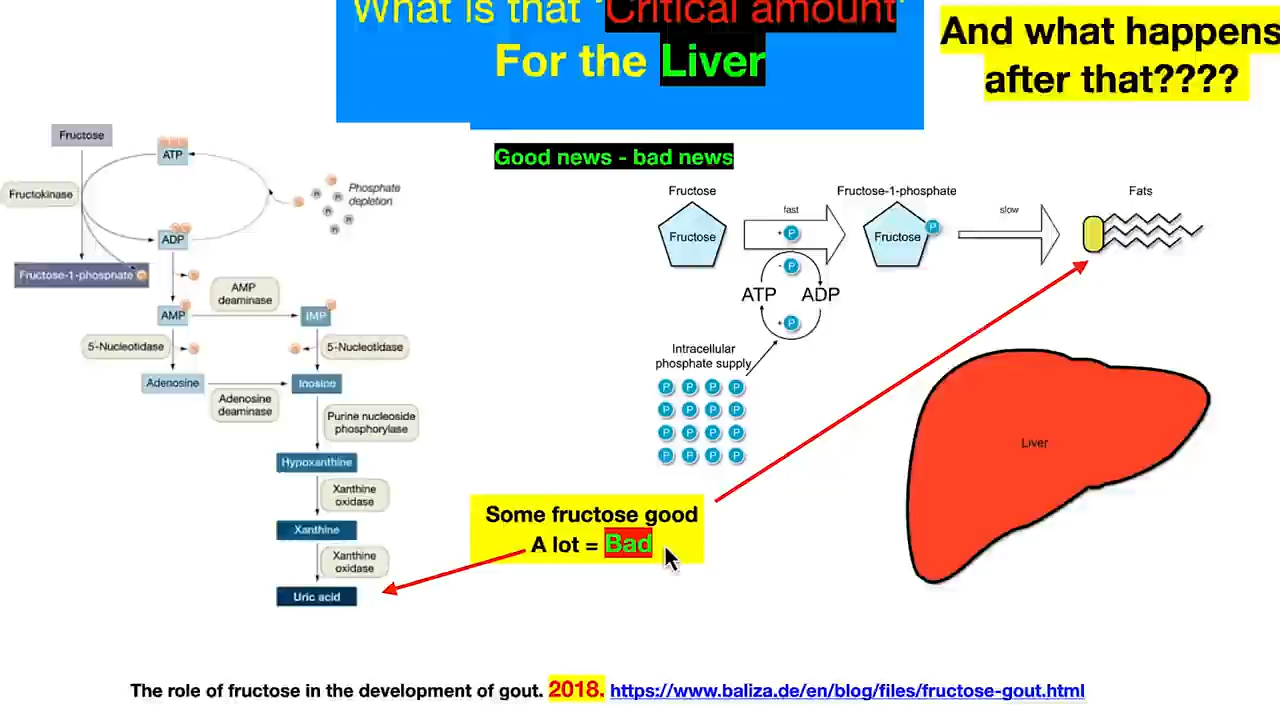 What is that 'Critical amount'
For the Liver
And what happens
after that????
Good news - bad news
Fructose
ATP
Fructokinase
Phosphate
depletion
ADP
Fructose-1-phosphate
AMP
deaminase
AMP
IMP
5'-Nucleotidase
5'-Nucleotidase
Adenosine
Inosine
Adenosine
deaminase
Purine nucleoside
phosphorylase
Hypoxanthine
Xanthine
oxidase
Xanthine
Xanthine
oxidase
Uric acid
Fructose
Fructose-1-phosphate
Fats
fast
slow
Fructose
+ P
Fructose
P
- P
ATP
ADP
+ P
Intracellular
phosphate supply
P P P P
P P P P
P P P P
P P P P
Liver
Some fructose good
A lot = Bad
The role of fructose in the development of gout. 2018. https://www.baliza.de/en/blog/files/fructose-gout.html